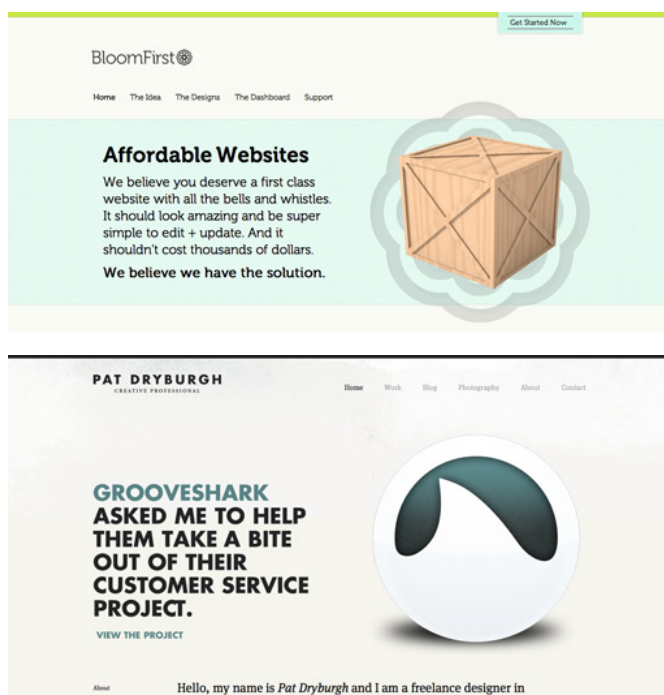 Get Started Now
BloomFirst
Home The Idea The Designs The Dashboard Support
Affordable Websites
We believe you deserve a first class
website with all the bells and whistles.
It should look amazing and be super
simple to edit + update. And it
shouldn't cost thousands of dollars.
We believe we have the solution.
PAT DRYBURGH
CREATIVE PROFESSIONAL
Home Work Blog Photography About Contact
GROOVESHARK
ASKED ME TO HELP
THEM TAKE A BITE
OUT OF THEIR
CUSTOMER SERVICE
PROJECT.
VIEW THE PROJECT
About
Hello, my name is Pat Dryburgh and I am a freelance designer in